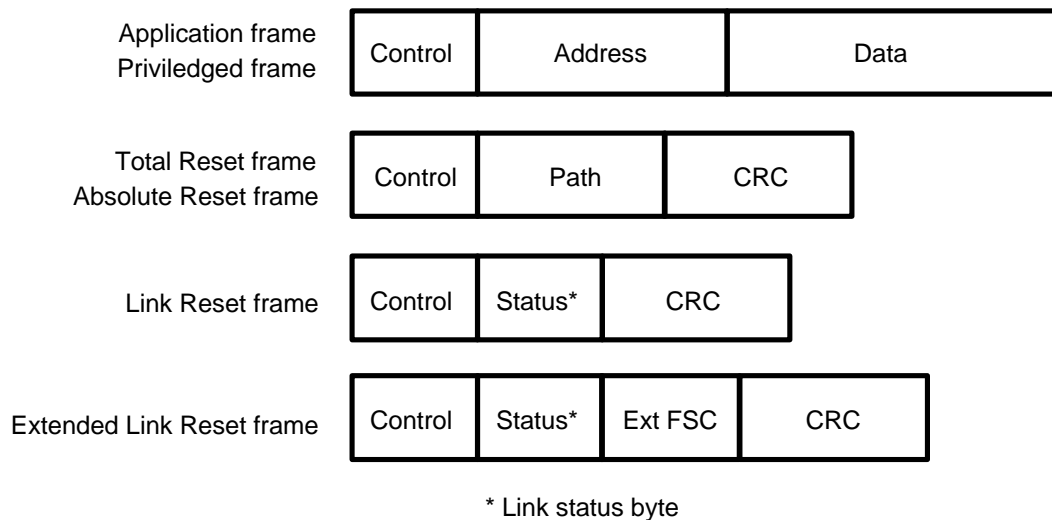 Application frame
Priviledged frame
Control Address Data
Total Reset frame
Absolute Reset frame
Control Path CRC
Link Reset frame
Control Status* CRC
Extended Link Reset frame
Control Status* Ext FSC CRC
* Link status byte